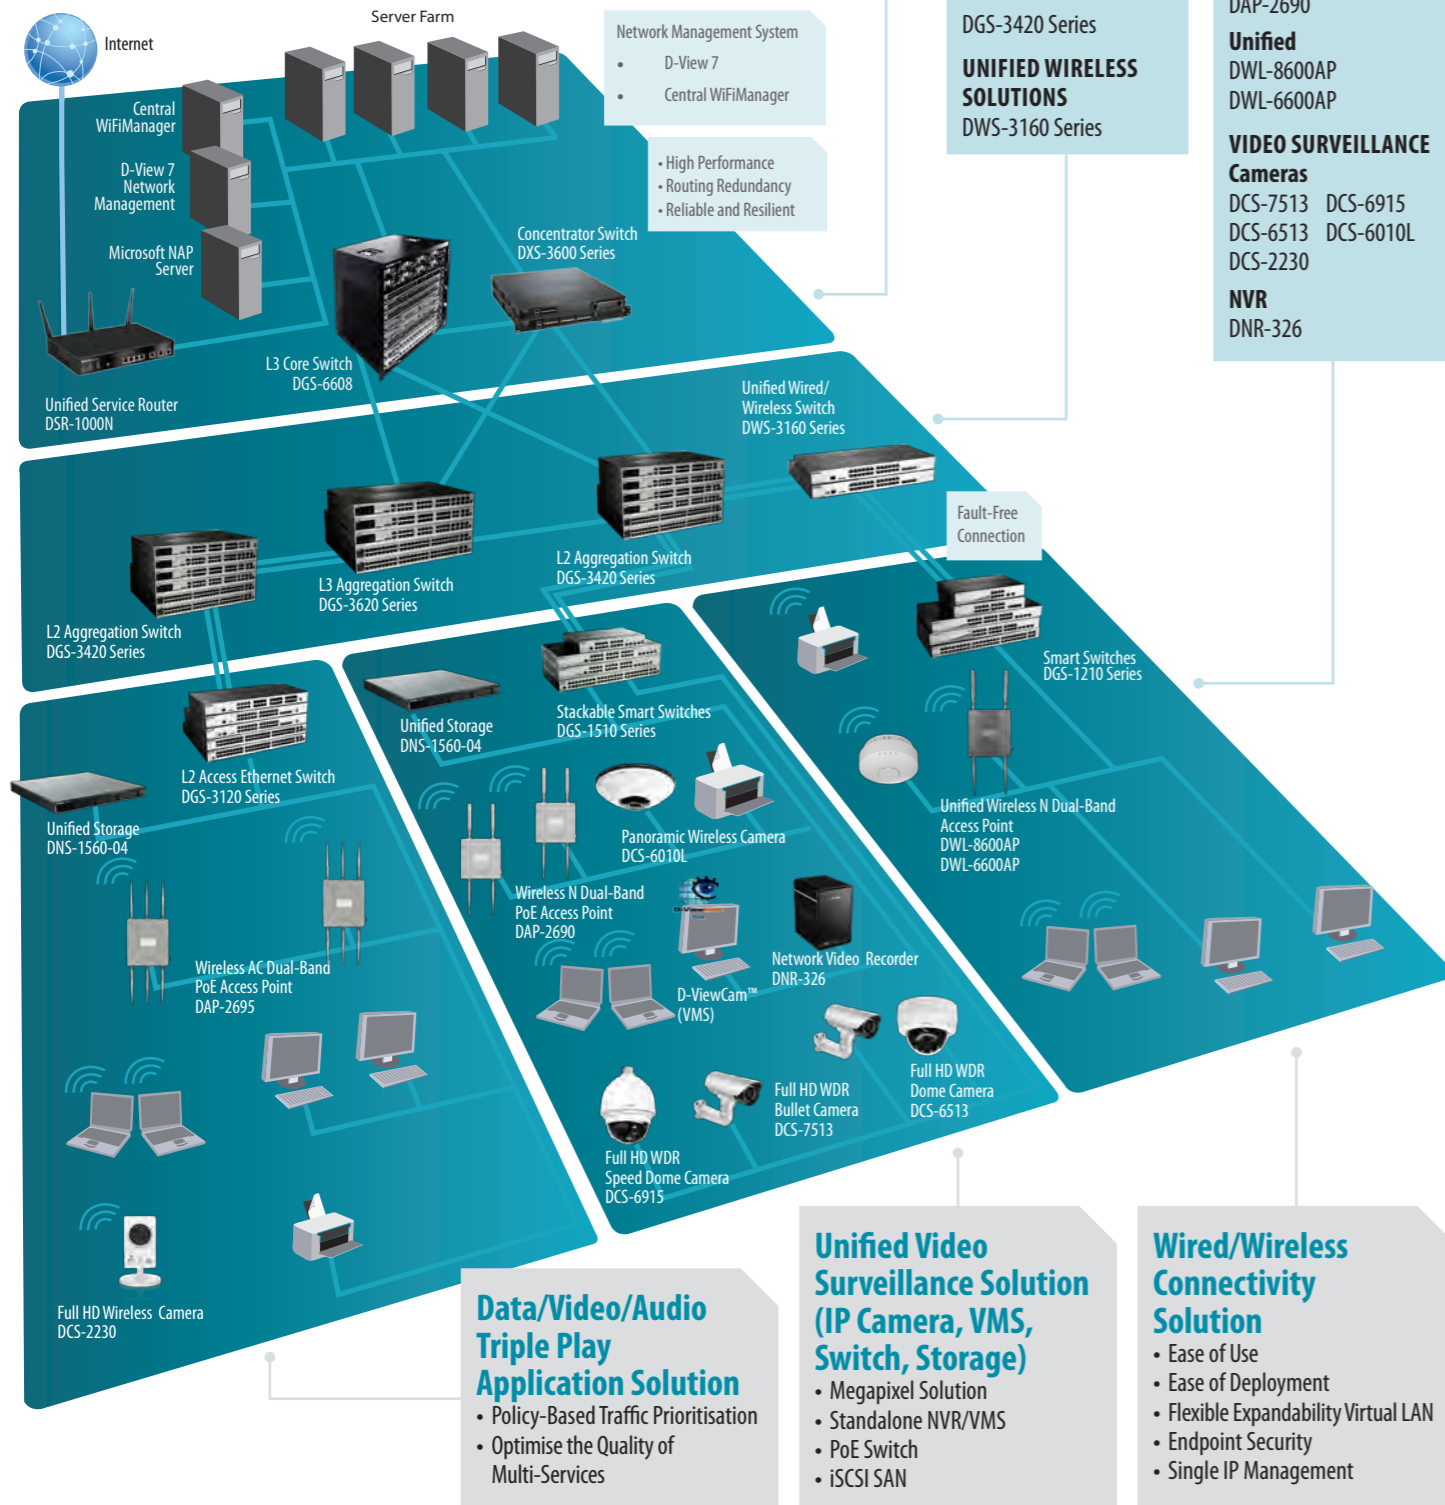 Server Farm
Internet
Central
WiFiManager
D-View 7
Network
Management
Microsoft NAP
Server
Network Management System
• D-View 7
• Central WiFiManager
• High Performance
• Routing Redundancy
• Reliable and Resilient
DGS-3420 Series
UNIFIED WIRELESS
SOLUTIONS
DWS-3160 Series
DAP-2690
Unified
DWL-8600AP
DWL-6600AP
VIDEO SURVEILLANCE
Cameras
DCS-7513 DCS-6915
DCS-6513 DCS-6010L
DCS-2230
NVR
DNR-326
Concentrator Switch
DXS-3600 Series
L3 Core Switch
DGS-6608
Unified Service Router
DSR-1000N
Unified Wired/
Wireless Switch
DWS-3160 Series
Fault-Free
Connection
L2 Aggregation Switch
DGS-3420 Series
L3 Aggregation Switch
DGS-3620 Series
L2 Aggregation Switch
DGS-3420 Series
Smart Switches
DGS-1210 Series
Unified Storage
DNS-1560-04
Stackable Smart Switches
DGS-1510 Series
L2 Access Ethernet Switch
DGS-3120 Series
Unified Storage
DNS-1560-04
Panoramic Wireless Camera
DCS-6010L
Unified Wireless N Dual-Band
Access Point
DWL-8600AP
DWL-6600AP
Wireless N Dual-Band
PoE Access Point
DAP-2690
Wireless AC Dual-Band
PoE Access Point
DAP-2695
Network Video Recorder
DNR-326
D-ViewCam™
(VMS)
Full HD WDR
Dome Camera
DCS-6513
Full HD WDR
Bullet Camera
DCS-7513
Full HD WDR
Speed Dome Camera
DCS-6915
Full HD Wireless Camera
DCS-2230
Data/Video/Audio
Triple Play
Application Solution
• Policy-Based Traffic Prioritisation
• Optimise the Quality of
Multi-Services
Unified Video
Surveillance Solution
(IP Camera, VMS,
Switch, Storage)
• Megapixel Solution
• Standalone NVR/VMS
• PoE Switch
• iSCSI SAN
Wired/Wireless
Connectivity
Solution
• Ease of Use
• Ease of Deployment
• Flexible Expandability Virtual LAN
• Endpoint Security
• Single IP Management